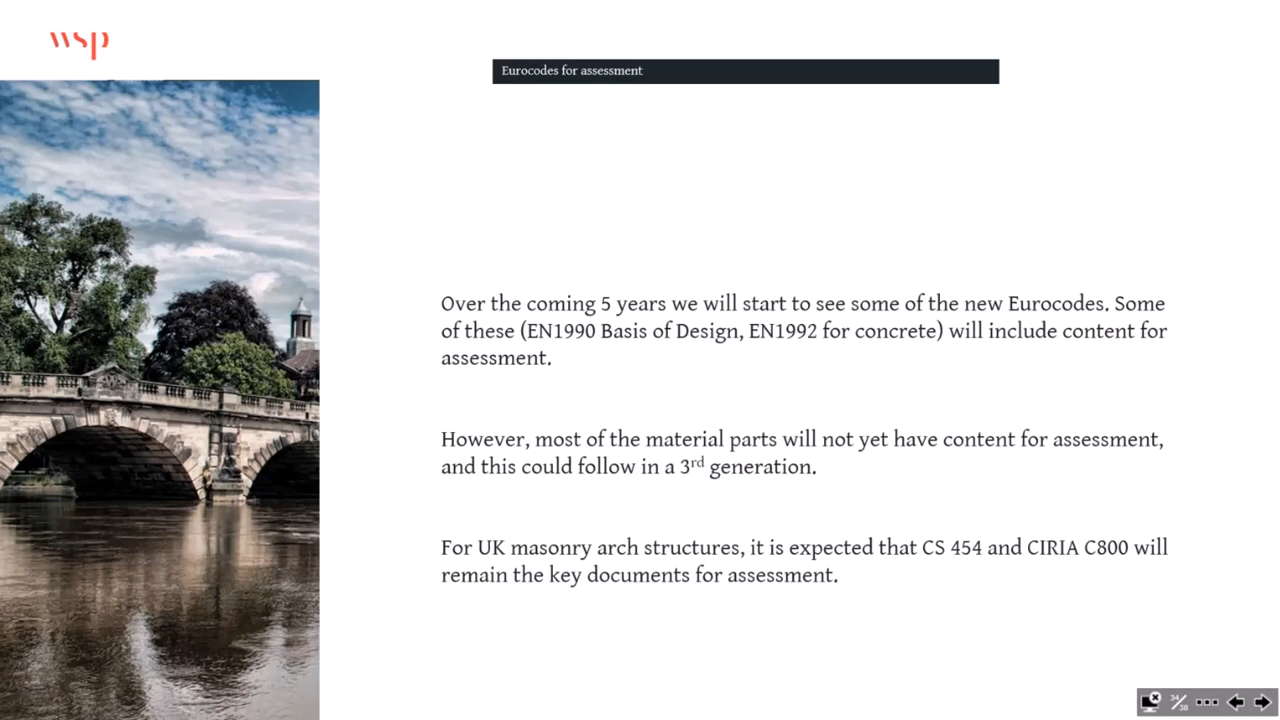 wsp
Eurocodes for assessment
Over the coming 5 years we will start to see some of the new Eurocodes. Some
of these (EN1990 Basis of Design, EN1992 for concrete) will include content for
assessment.
However, most of the material parts will not yet have content for assessment,
and this could follow in a 3rd generation.
For UK masonry arch structures, it is expected that CS 454 and CIRIA C800 will
remain the key documents for assessment.
34/38